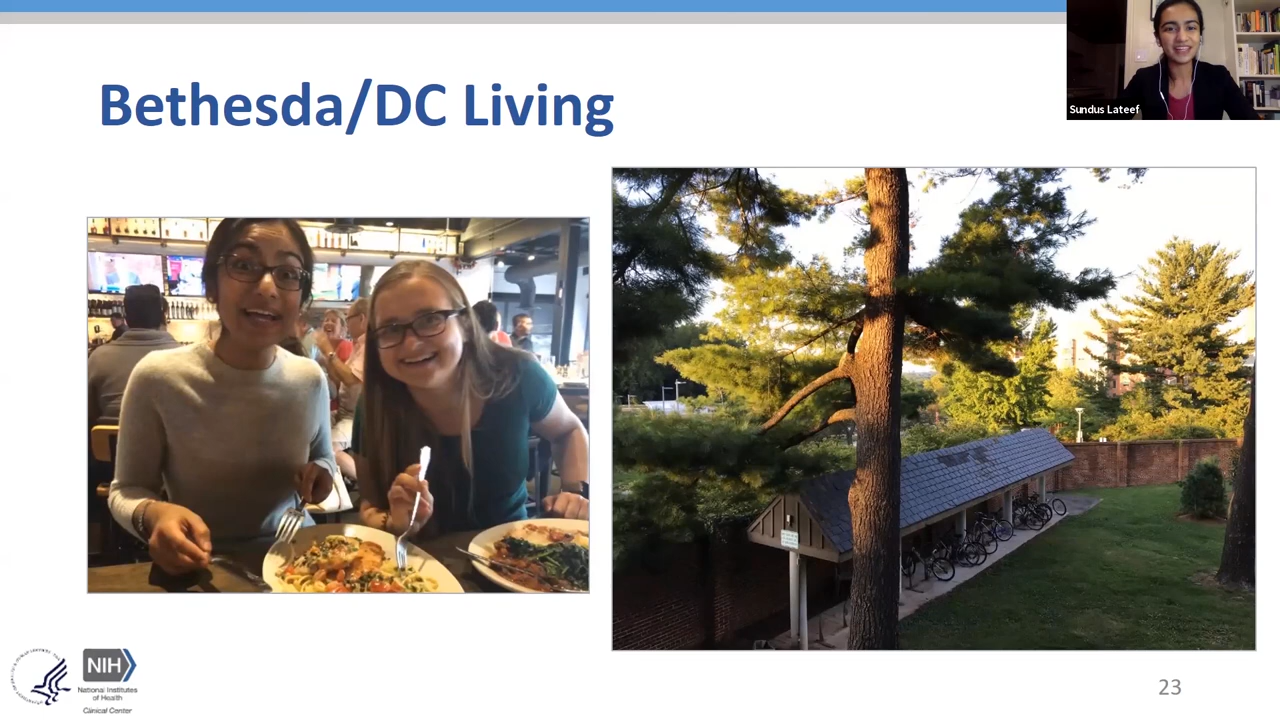 Sundus Lateef
Bethesda/DC Living
NIH
National Institutes
of Health
Clinical Center
23